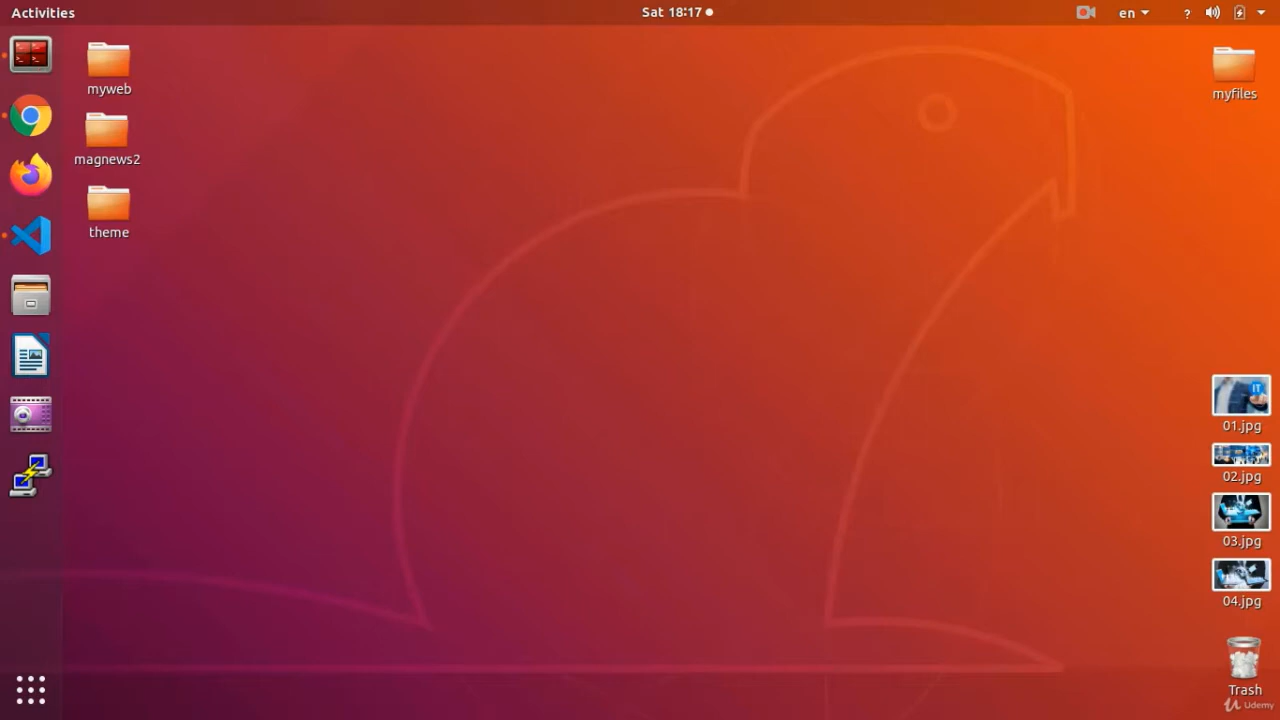 Activities
Sat 18:17
en
?
myweb
magnews2
theme
myfiles
IT
01.jpg
02.jpg
03.jpg
04.jpg
Trash
Udemy